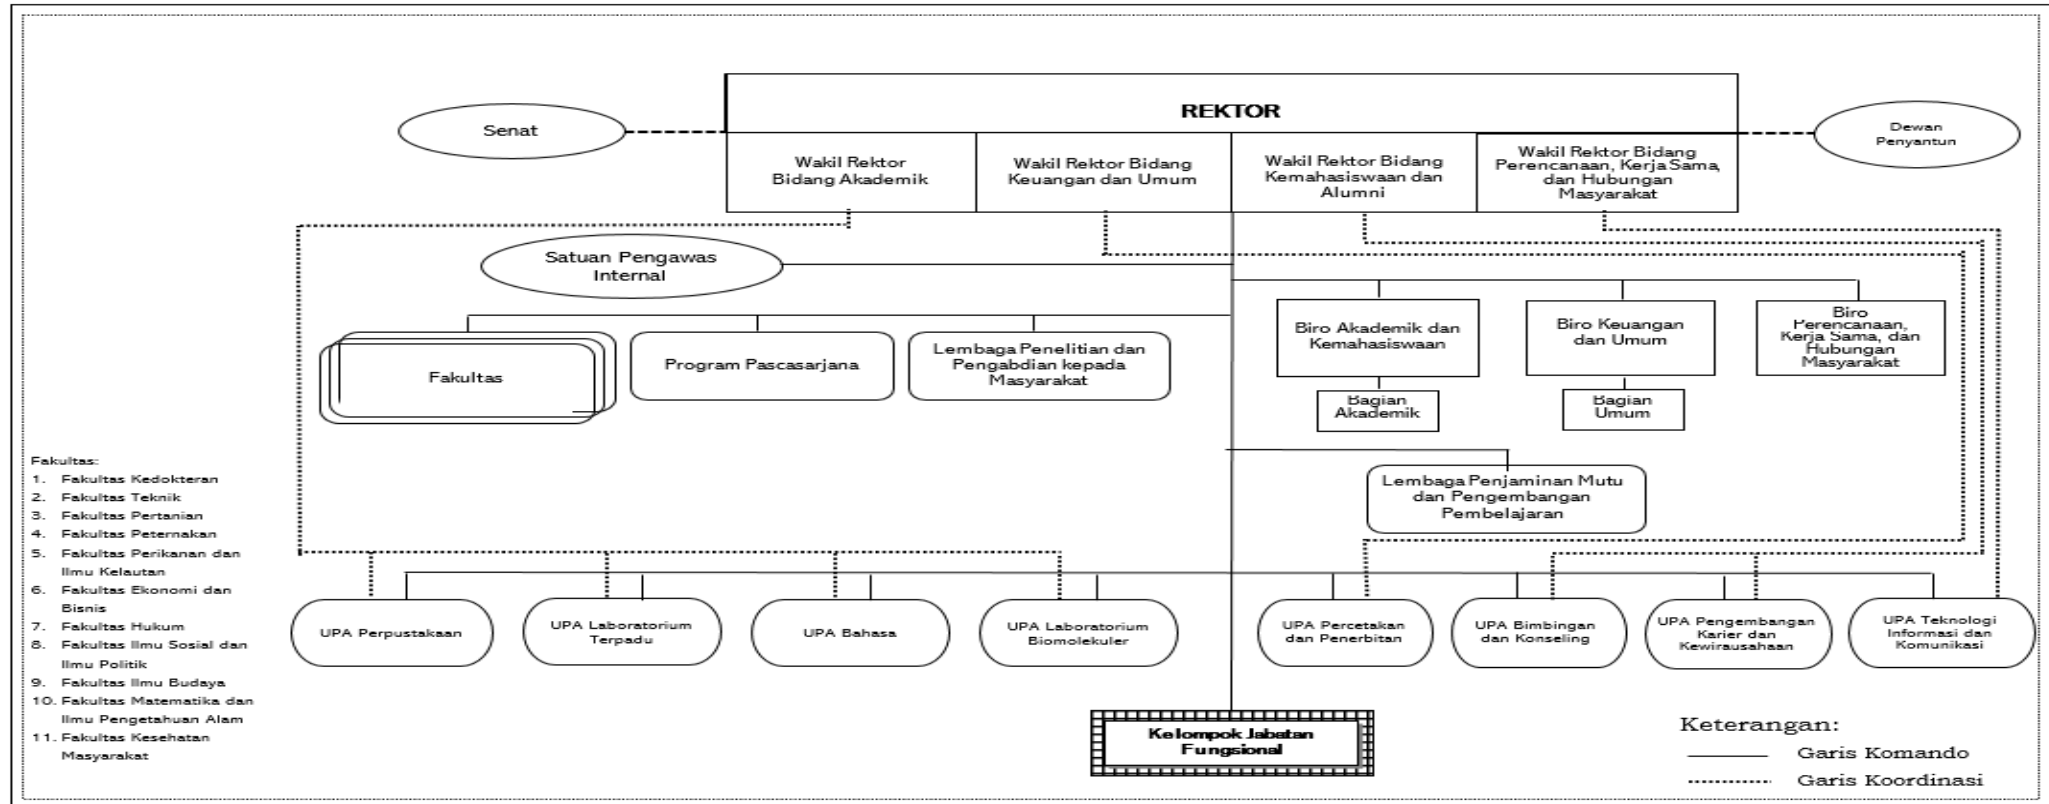 REKTOR
Senat
Dewan
Penyantun
Wakil Rektor
Bidang Akademik
Wakil Rektor Bidang
Keuangan dan Umum
Wakil Rektor Bidang
Kemahasiswaan dan
Alumni
Wakil Rektor Bidang
Perencanaan, Kerja Sama,
dan Hubungan
Masyarakat
Satuan Pengawas
Internal
Fakultas
Program Pascasarjana
Lembaga Penelitian dan
Pengabdian kepada
Masyarakat
Biro Akademik dan
Kemahasiswaan
Biro Keuangan
dan Umum
Biro
Perencanaan,
Kerja Sama, dan
Hubungan
Masyarakat
Bagian
Akademik
Bagian
Umum
Lembaga Penjaminan Mutu
dan Pengembangan
Pembelajaran
Fakultas:
1. Fakultas Kedokteran
2. Fakultas Teknik
3. Fakultas Pertanian
4. Fakultas Peternakan
5. Fakultas Perikanan dan
Ilmu Kelautan
6. Fakultas Ekonomi dan
Bisnis
7. Fakultas Hukum
8. Fakultas Ilmu Sosial dan
Ilmu Politik
9. Fakultas Ilmu Budaya
10. Fakultas Matematika dan
Ilmu Pengetahuan Alam
11. Fakultas Kesehatan
Masyarakat
UPA Perpustakaan
UPA Laboratorium
Terpadu
UPA Bahasa
UPA Laboratorium
Biomolekuler
UPA Percetakan
dan Penerbitan
UPA Bimbingan
dan Konseling
UPA Pengembangan
Karier dan
Kewirausahaan
UPA Teknologi
Informasi dan
Komunikasi
Kelompok Jabatan
Fungsional
Keterangan:
Garis Komando
Garis Koordinasi